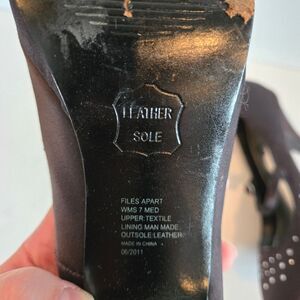 LEATHER
SOLE
FILES APART
WMS 7 MED
UPPER:TEXTILE
LINING MAN MADE
OUTSOLE:LEATHER
MADE IN CHINA
06/2011